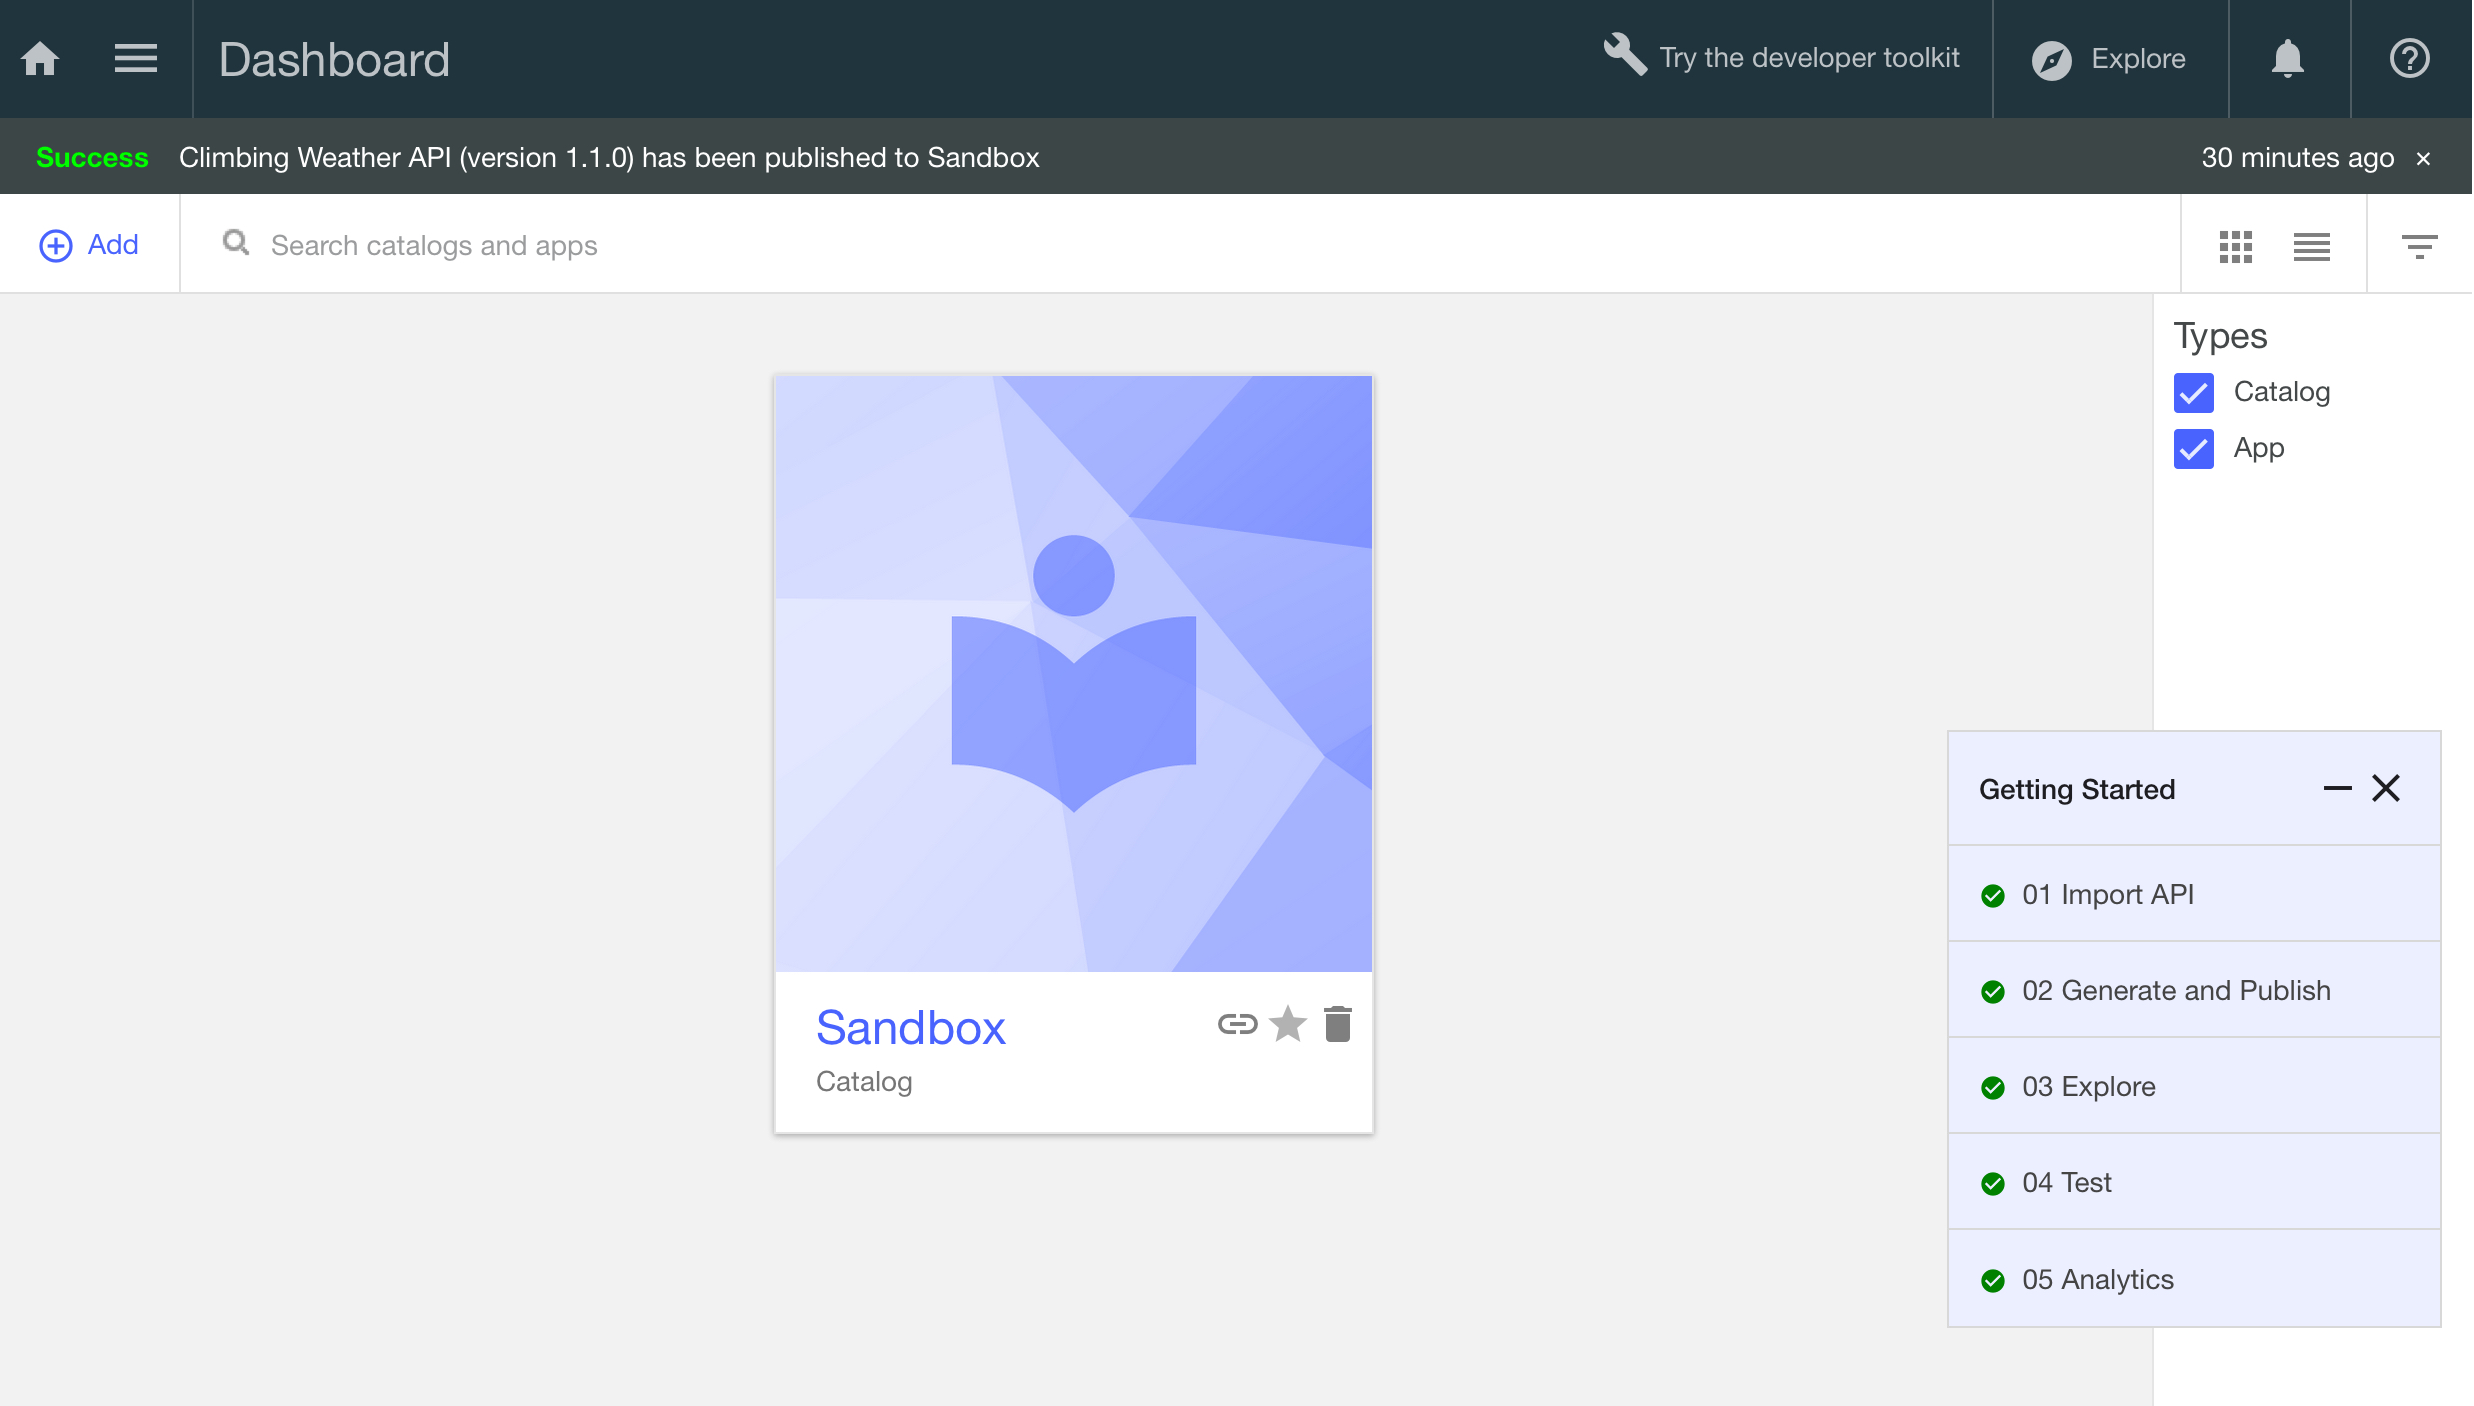 Dashboard
Try the developer toolkit
Explore
Success Climbing Weather API (version 1.1.0) has been published to Sandbox
30 minutes ago ×
Add
Search catalogs and apps
Types
Catalog
App
Sandbox
Catalog
Getting Started
01 Import API
02 Generate and Publish
03 Explore
04 Test
05 Analytics